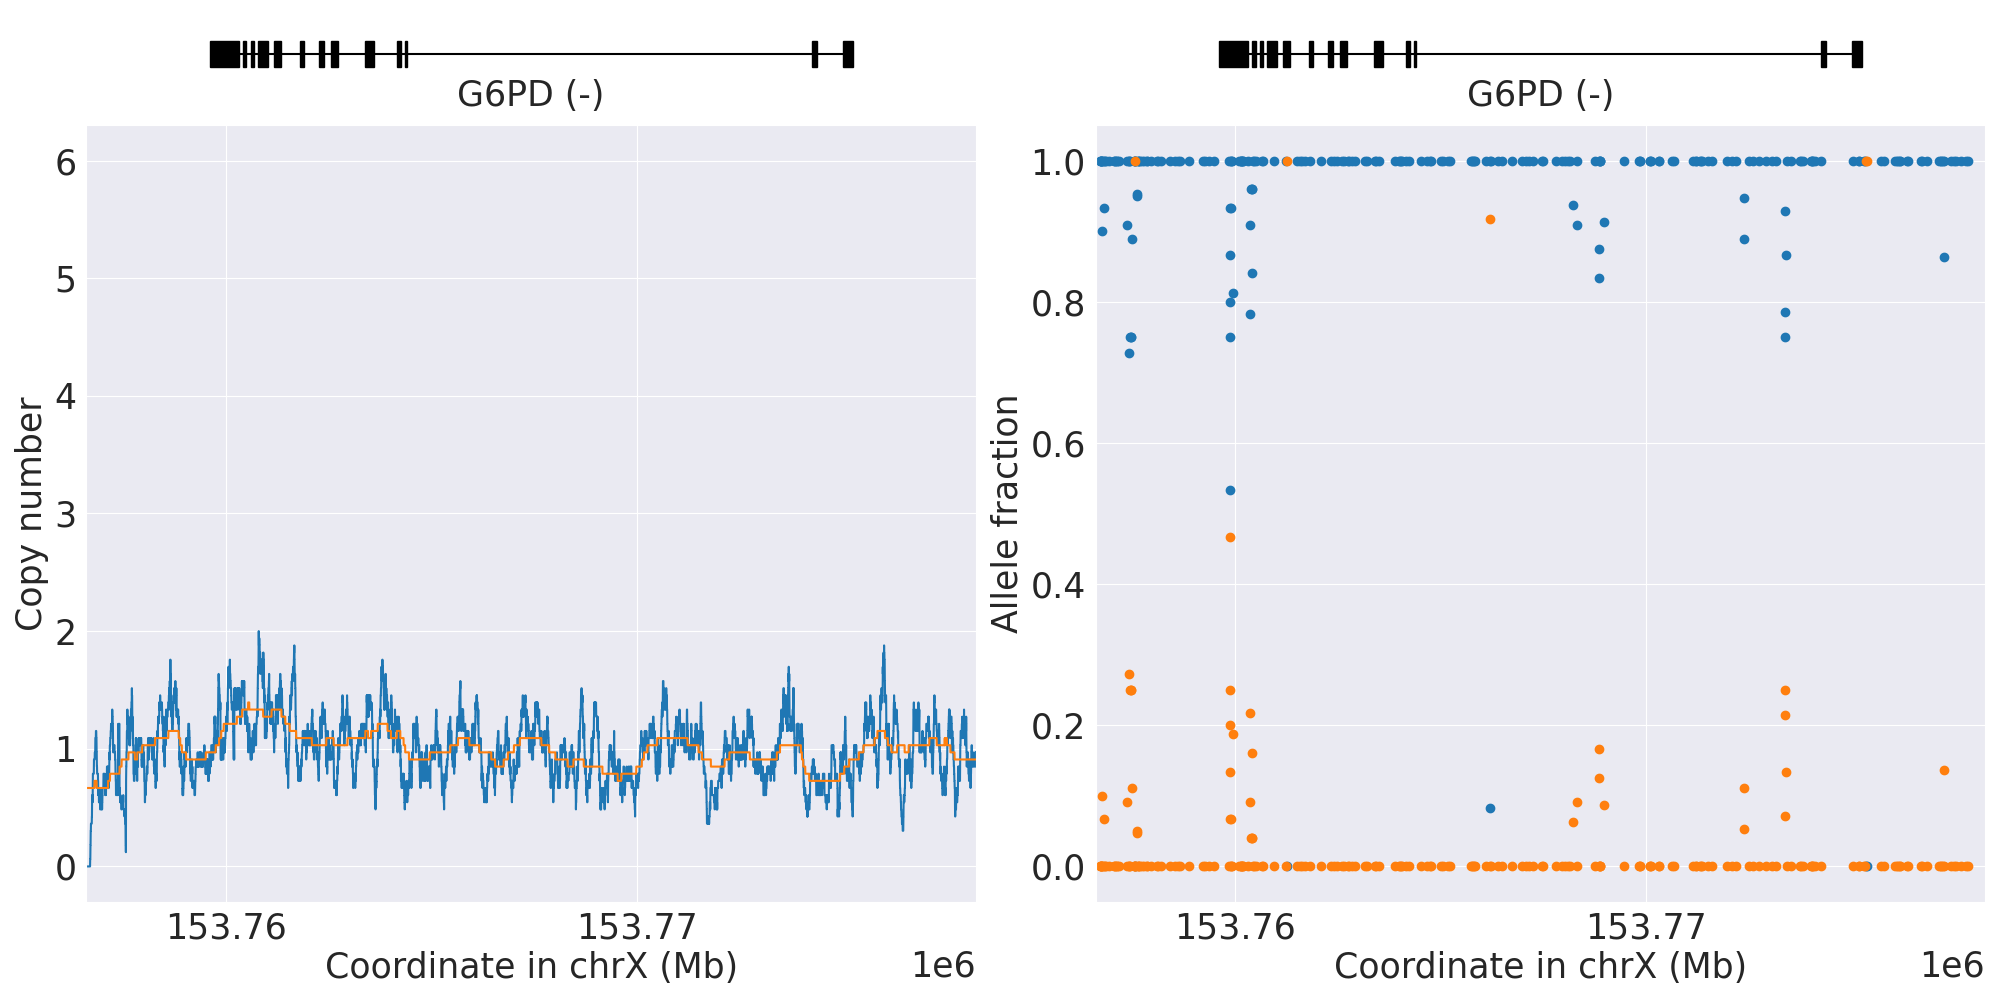 G6PD (-)
6
5
4
3
2
1
0
Copy number
153.76
153.77
Coordinate in chrX (Mb)
1e6
G6PD (-)
1.0
0.8
0.6
0.4
0.2
0.0
Allele fraction
153.76
153.77
Coordinate in chrX (Mb)
1e6